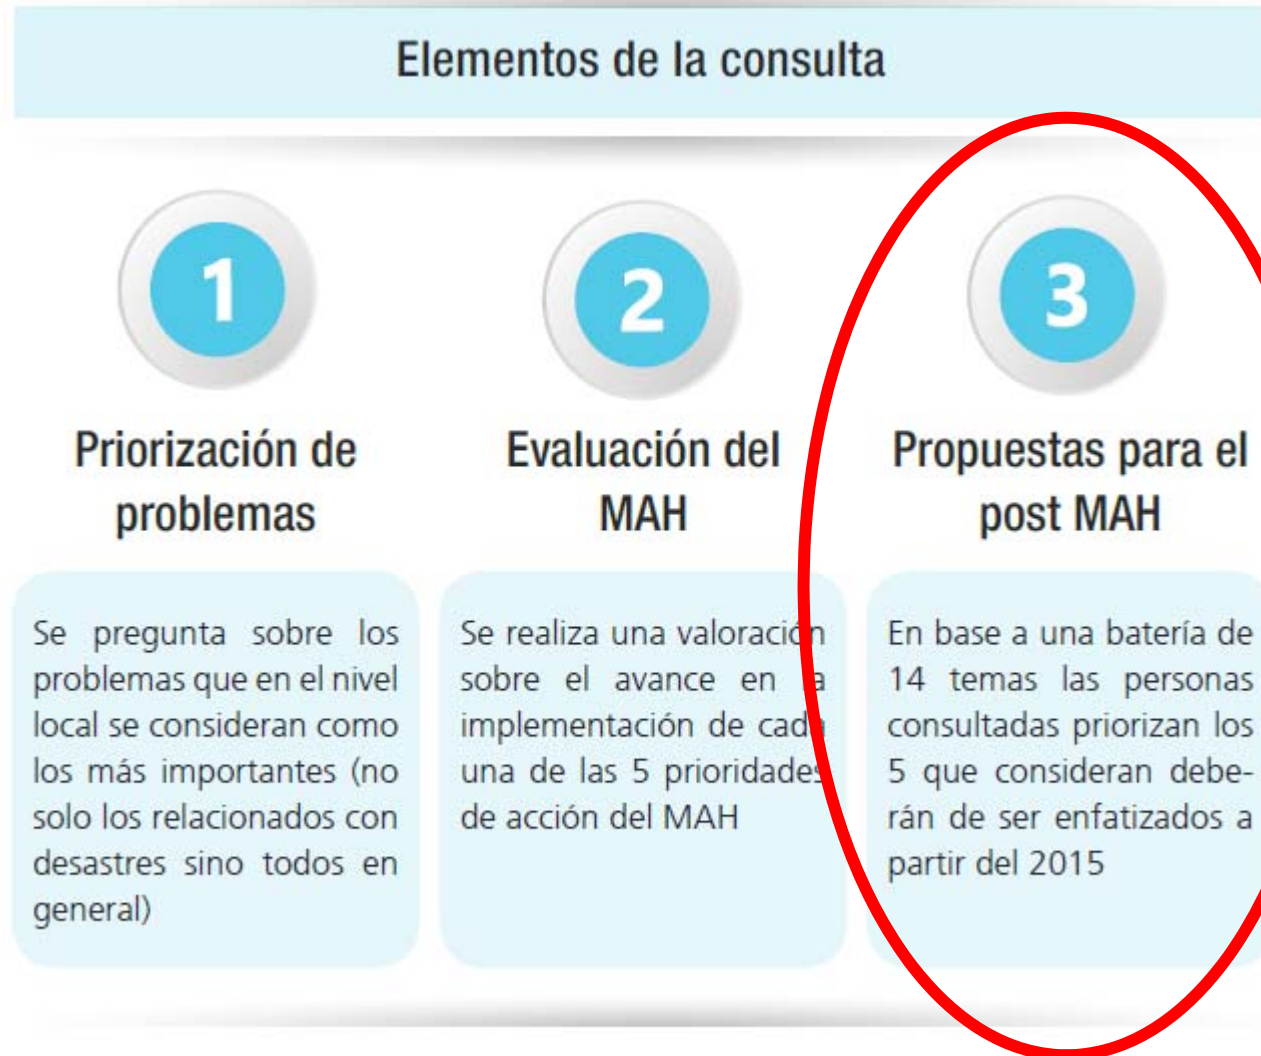 Elementos de la consulta
1
Priorización de
problemas
Se pregunta sobre los
problemas que en el nivel
local se consideran como
los más importantes (no
solo los relacionados con
desastres sino todos en
general)
2
Evaluación del
MAH
Se realiza una valoración
sobre el avance en la
implementación de cada
una de las 5 prioridades
de acción del MAH
3
Propuestas para el
post MAH
En base a una batería de
14 temas las personas
consultadas priorizan los
5 que consideran debe-
rán de ser enfatizados a
partir del 2015